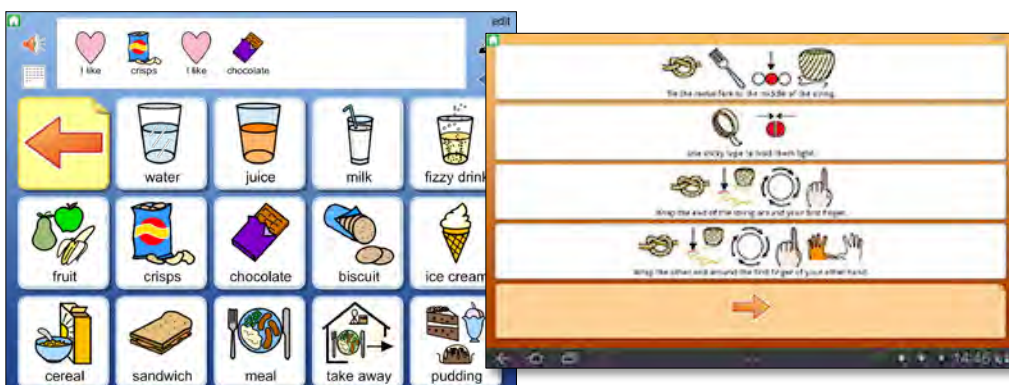 edit
I like crisps I like chocolate
water juice milk fizzy drink
fruit crisps chocolate biscuit ice cream
cereal sandwich meal take away pudding
Tie the metal fork to the middle of the string.
Use sticky tape to hold them tight.
Wrap the end of the string around your first finger.
Wrap the other end around the first finger of your other hand.
14:46